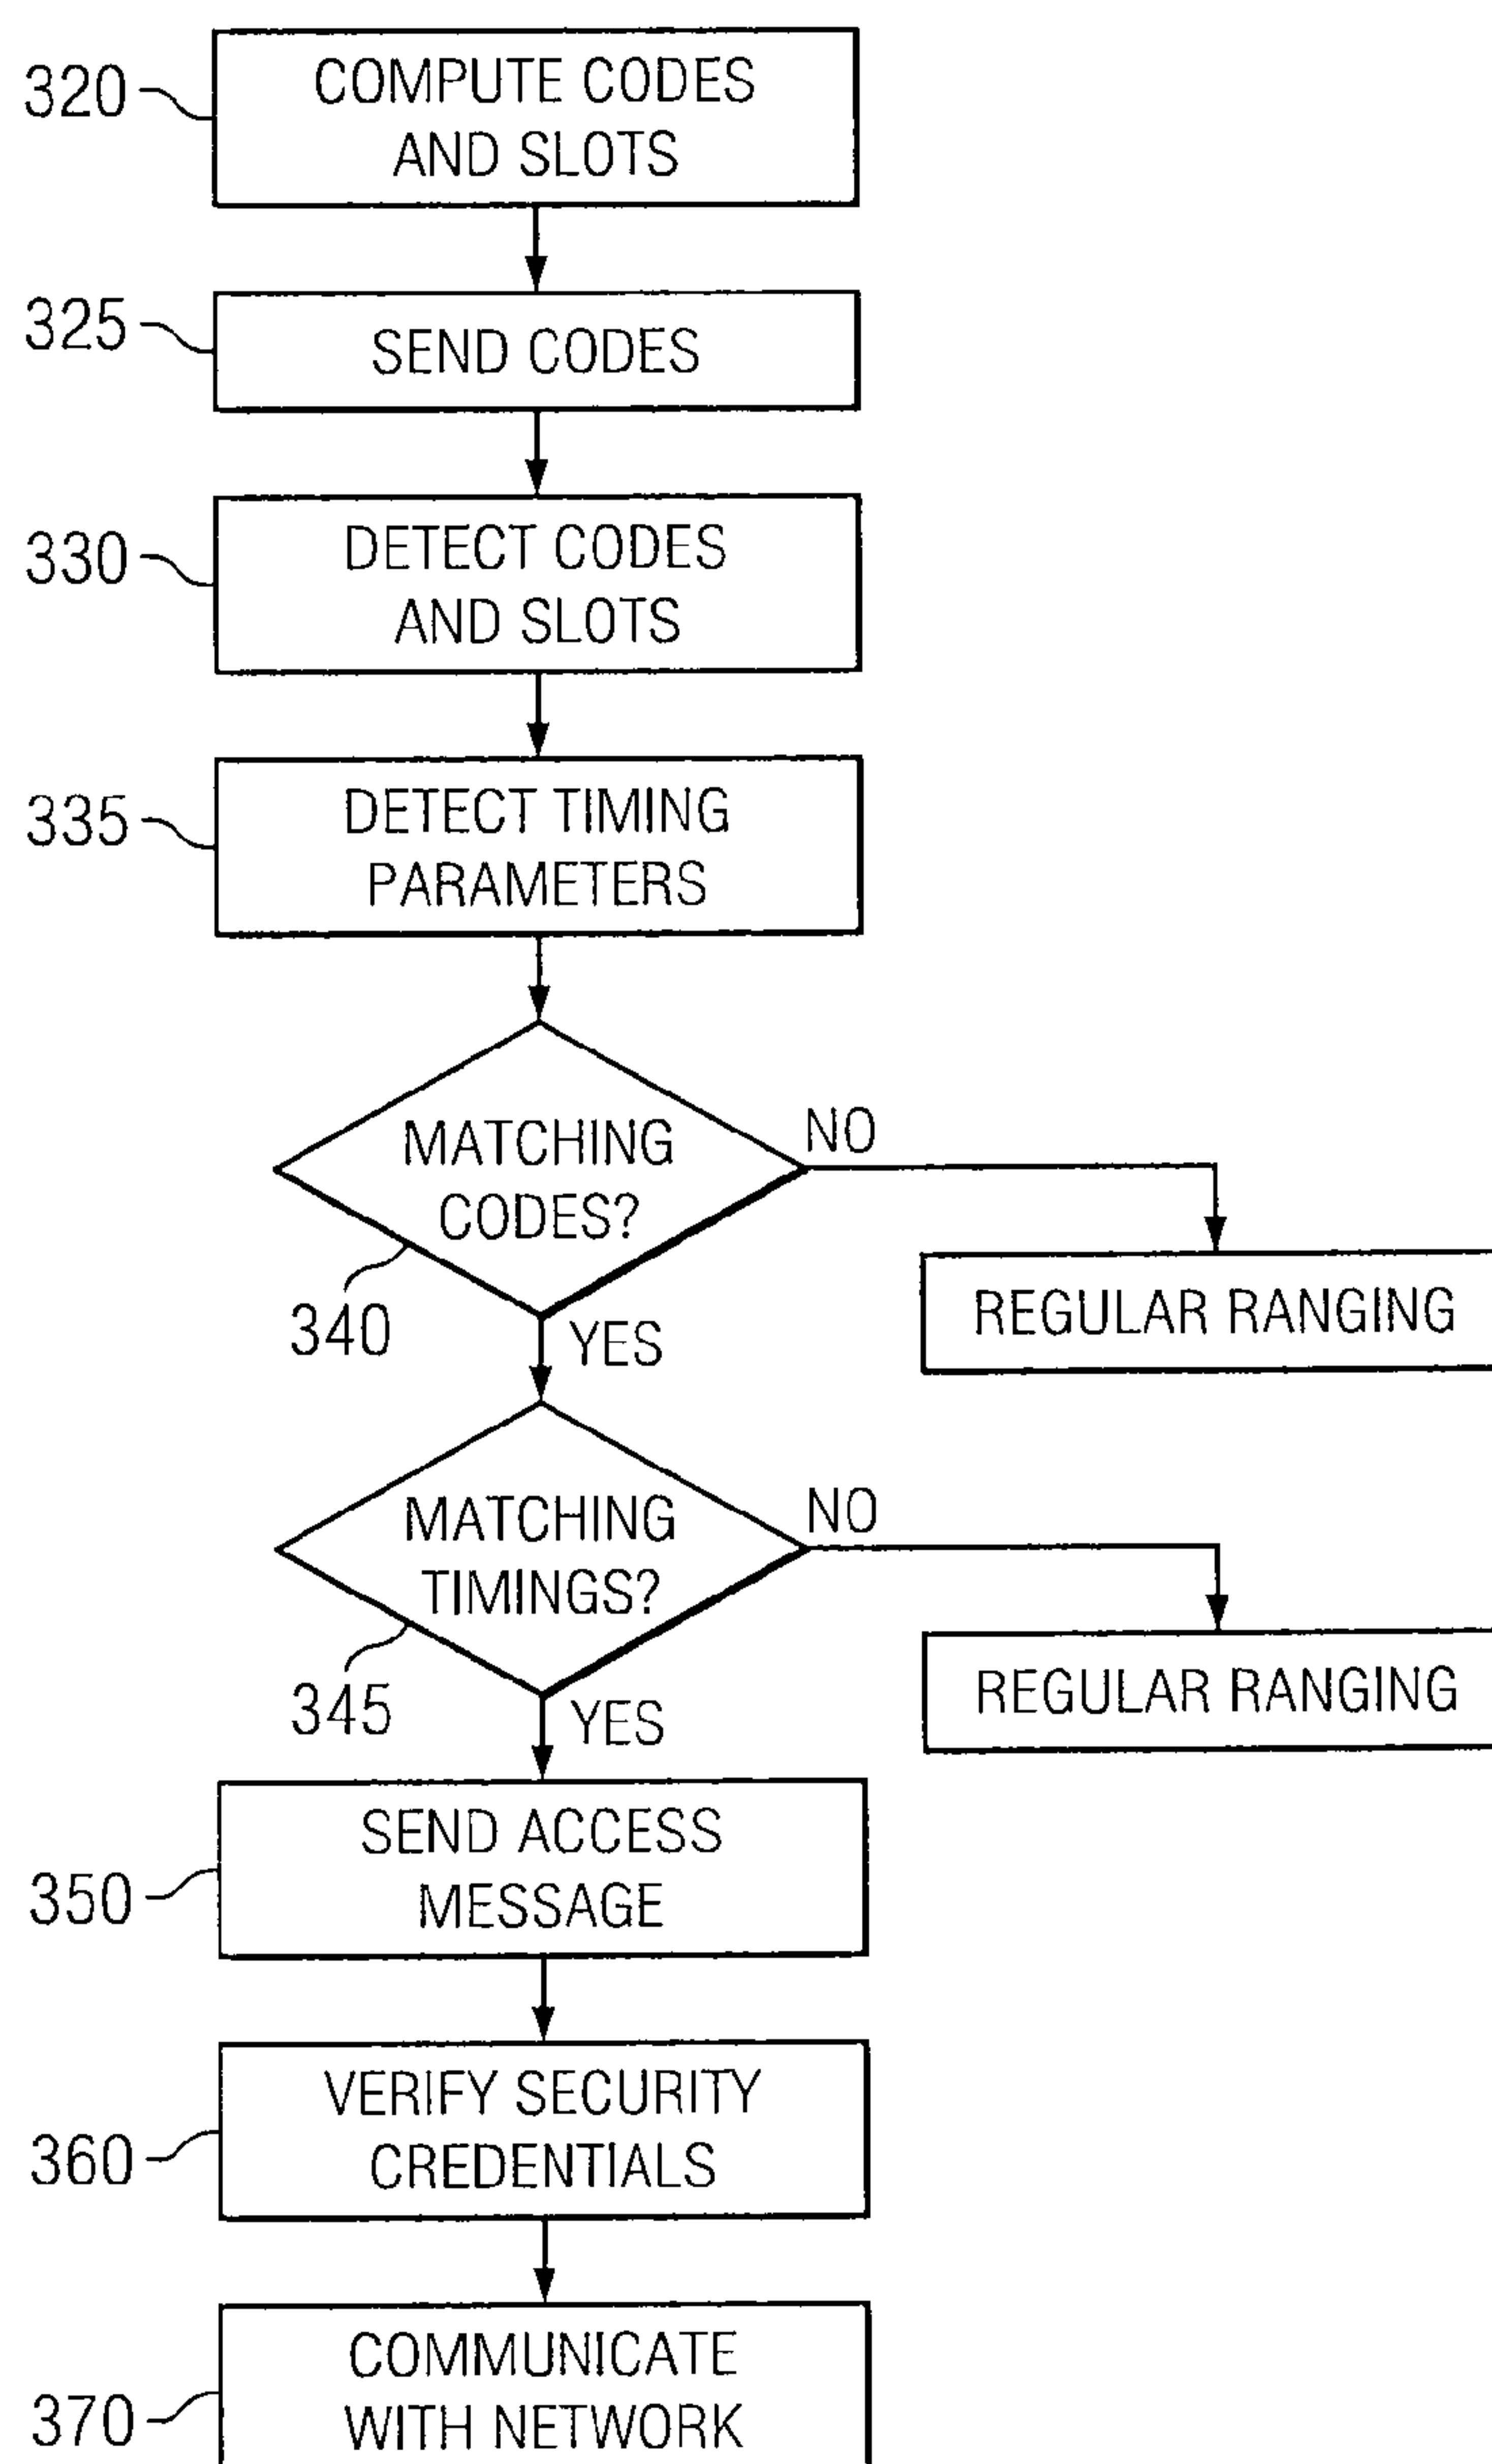 320
COMPUTE CODES
AND SLOTS
325
SEND CODES
330
DETECT CODES
AND SLOTS
335
DETECT TIMING
PARAMETERS
MATCHING
CODES?
NO
340
YES
REGULAR RANGING
MATCHING
TIMINGS?
NO
345
YES
REGULAR RANGING
350
SEND ACCESS
MESSAGE
360
VERIFY SECURITY
CREDENTIALS
370
COMMUNICATE
WITH NETWORK